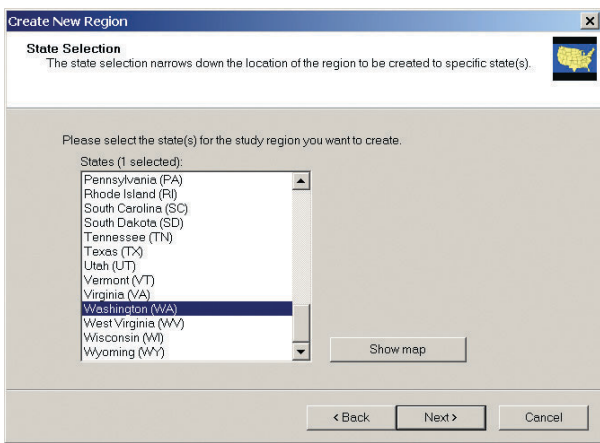 Create New Region
State Selection
The state selection narrows down the location of the region to be created to specific state(s).
Please select the state(s) for the study region you want to create.
States (1 selected):
Pennsylvania (PA)
Rhode Island (RI)
South Carolina (SC)
South Dakota (SD)
Tennessee (TN)
Texas (TX)
Utah (UT)
Vermont (VT)
Virginia (VA)
Washington (WA)
West Virginia (WV)
Wisconsin (WI)
Wyoming (WY)
Show map
< Back Next > Cancel